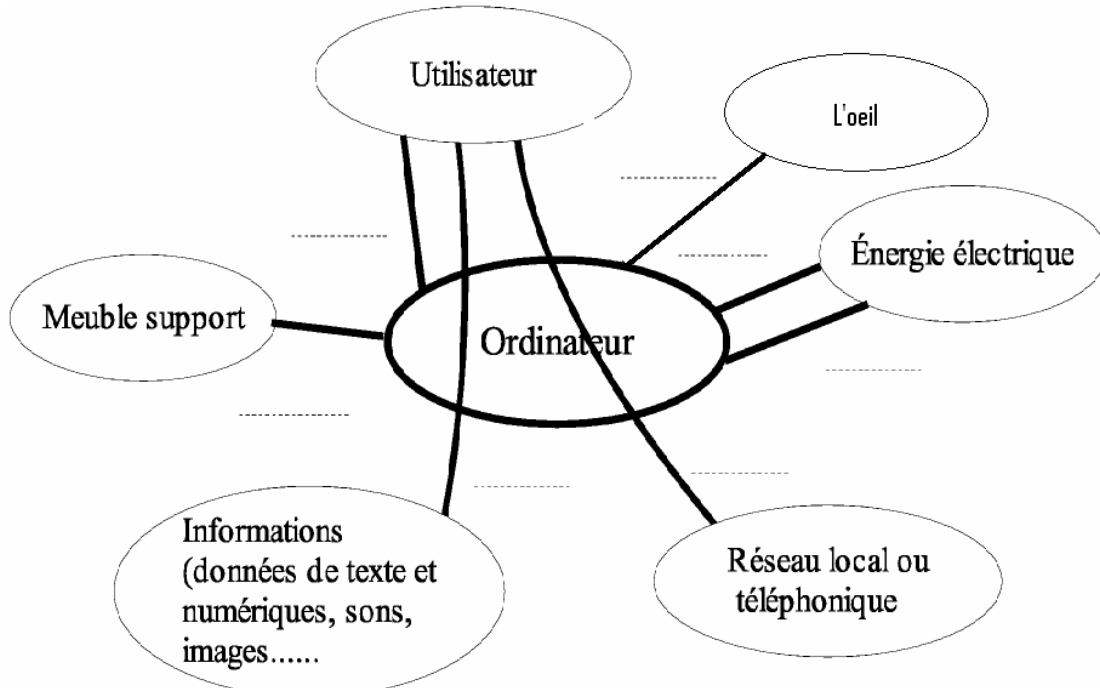 Utilisateur
L'oeil
Énergie électrique
Meuble support
Ordinateur
Informations
(données de texte et
numériques, sons,
images......
Réseau local ou
téléphonique